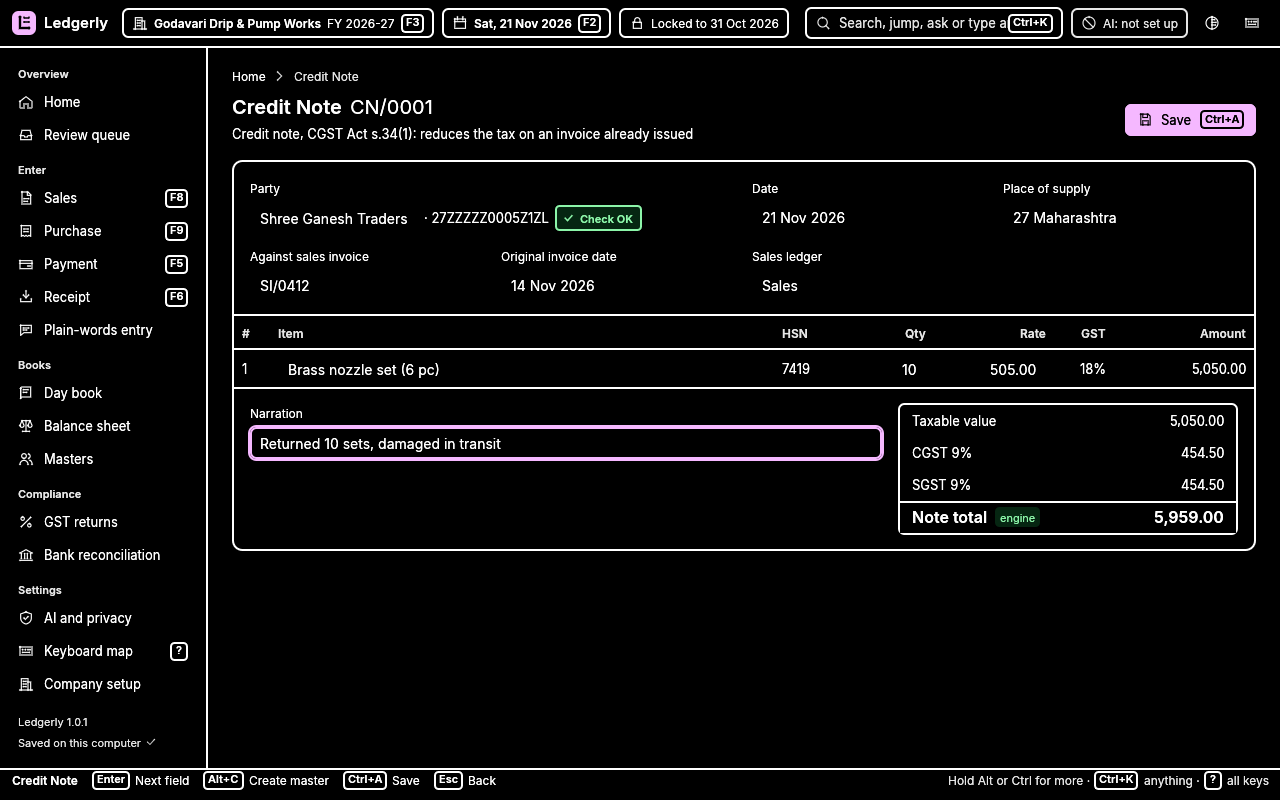 Ledgerly
Godavari Drip & Pump Works FY 2026-27 F3
Sat, 21 Nov 2026 F2
Locked to 31 Oct 2026
Search, jump, ask or type a Ctrl+K
AI: not set up
Overview
Home
Review queue
Enter
Sales F8
Purchase F9
Payment F5
Receipt F6
Plain-words entry
Books
Day book
Balance sheet
Masters
Compliance
GST returns
Bank reconciliation
Settings
AI and privacy
Keyboard map ?
Company setup
Ledgerly 1.0.1
Saved on this computer
Home Credit Note
Credit Note CN/0001
Credit note, CGST Act s.34(1): reduces the tax on an invoice already issued
Save Ctrl+A
Party Date Place of supply
Shree Ganesh Traders · 27ZZZZZ0005Z1ZL Check OK 21 Nov 2026 27 Maharashtra
Against sales invoice Original invoice date Sales ledger
SI/0412 14 Nov 2026 Sales
# Item HSN Qty Rate GST Amount
1 Brass nozzle set (6 pc) 7419 10 505.00 18% 5,050.00
Narration
Returned 10 sets, damaged in transit
Taxable value 5,050.00
CGST 9% 454.50
SGST 9% 454.50
Note total engine 5,959.00
Credit Note Enter Next field Alt+C Create master Ctrl+A Save Esc Back
Hold Alt or Ctrl for more · Ctrl+K anything · ? all keys